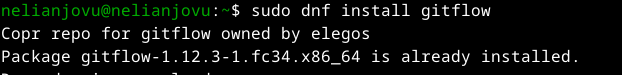 nelianjovu@nelianjovu:~$ sudo dnf install gitflow
Copr repo for gitflow owned by elegos
Package gitflow-1.12.3-1.fc34.x86_64 is already installed.